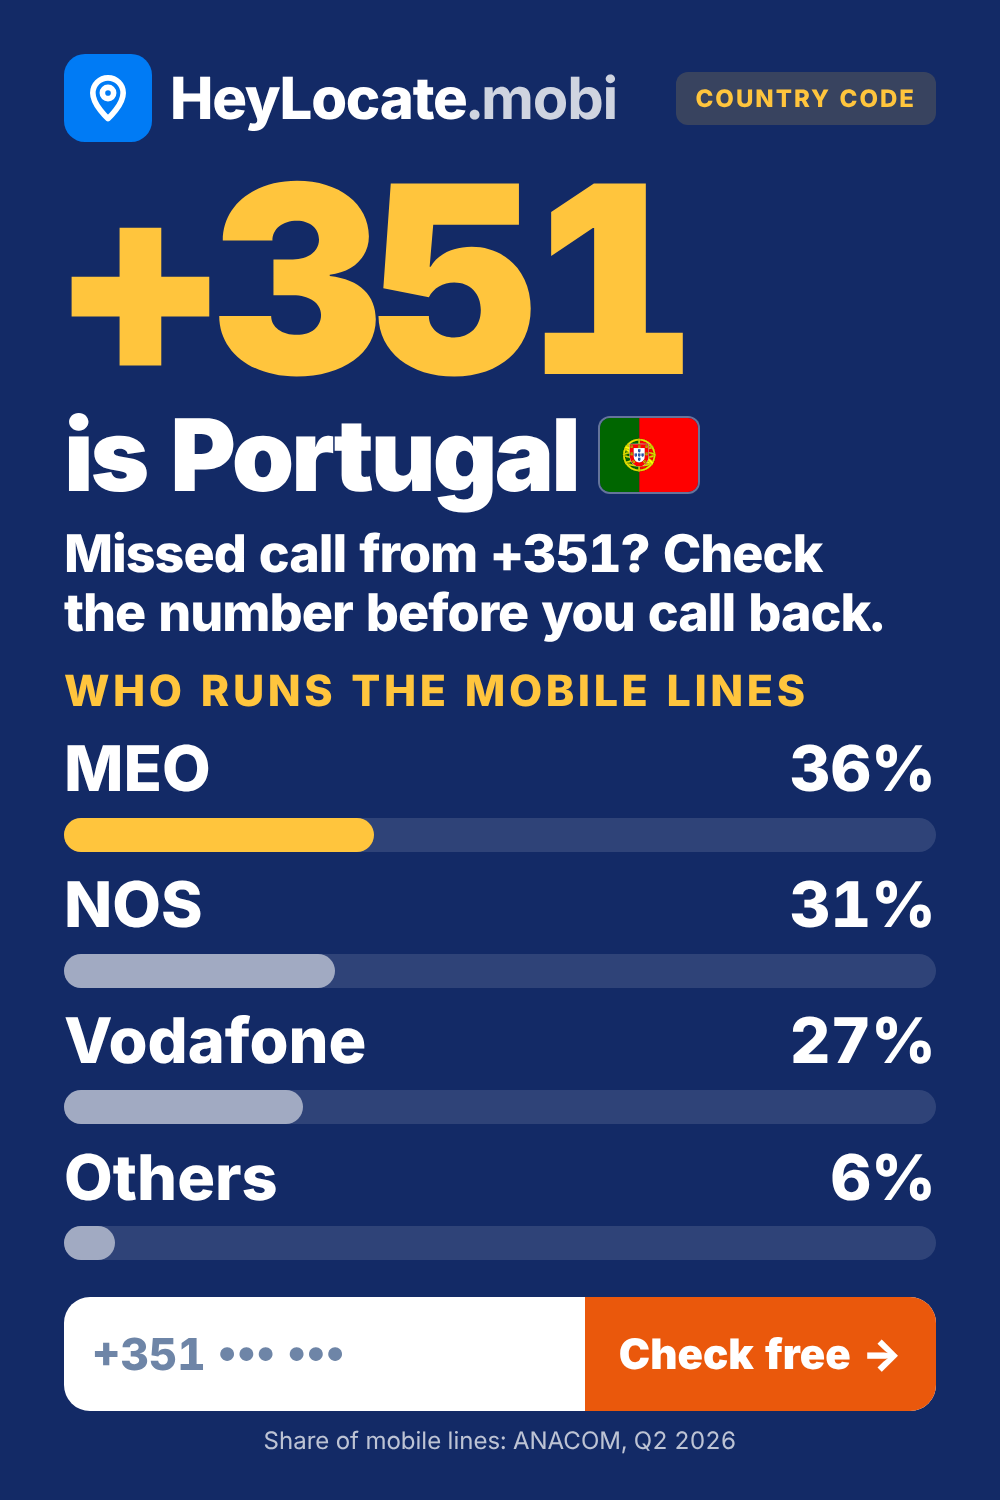 HeyLocate.mobi
COUNTRY CODE
+351
is Portugal
Missed call from +351? Check
the number before you call back.
WHO RUNS THE MOBILE LINES
MEO 36%
NOS 31%
Vodafone 27%
Others 6%
+351 ••• •••
Check free →
Share of mobile lines: ANACOM, Q2 2026